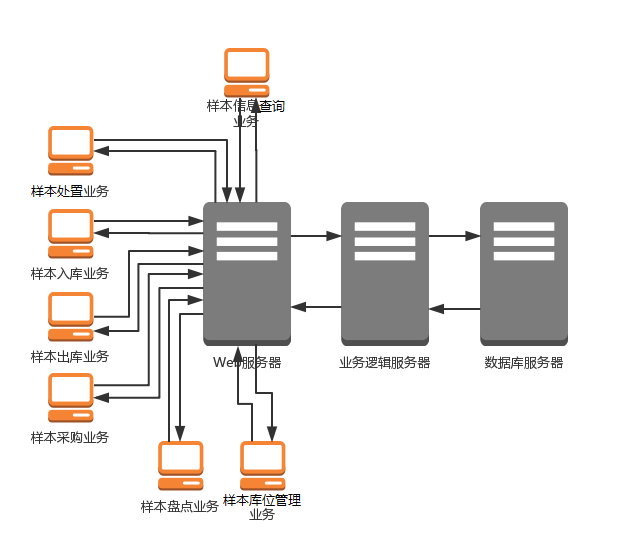 样本信息查询
业务
样本处置业务
样本入库业务
样本出库业务
Web服务器
业务逻辑服务器
数据库服务器
样本采购业务
样本盘点业务
样本库位管理
业务